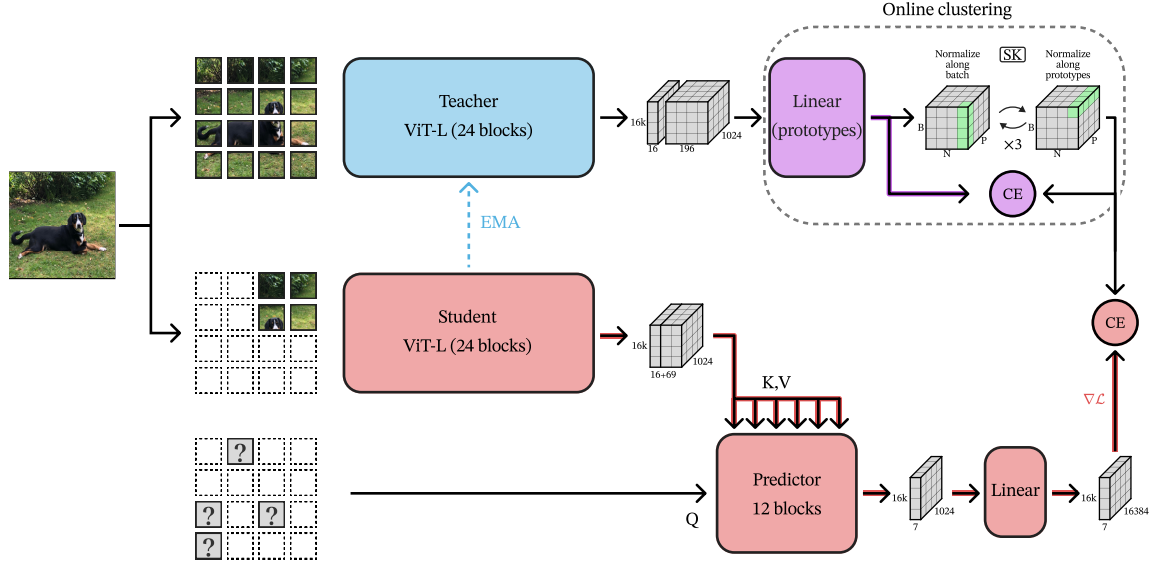 Online clustering
Normalize
along
batch
SK
Normalize
along
prototypes
Teacher
ViT-L (24 blocks)
16k
16
196
1024
Linear
(prototypes)
B
N
P
×3
B
N
P
CE
EMA
Student
ViT-L (24 blocks)
16k
16+69
1024
K,V
CE
∇ℒ
?
?
?
?
Q
Predictor
12 blocks
16k
7
1024
Linear
16k
7
16384